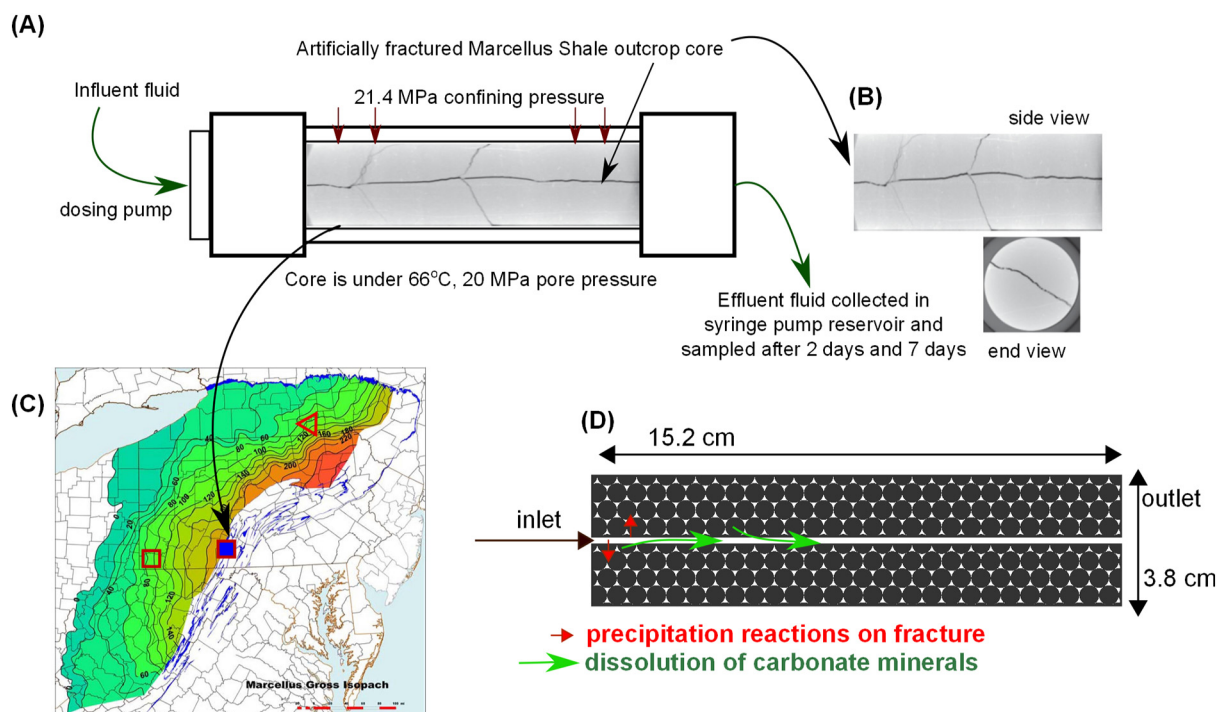 (A)
Artificially fractured Marcellus Shale outcrop core
Influent fluid
21.4 MPa confining pressure
dosing pump
Core is under 66°C, 20 MPa pore pressure
Effluent fluid collected in
syringe pump reservoir and
sampled after 2 days and 7 days
(B)
side view
end view
(C)
Marcellus Gross Isopach
(D)
15.2 cm
inlet
outlet
3.8 cm
precipitation reactions on fracture
dissolution of carbonate minerals